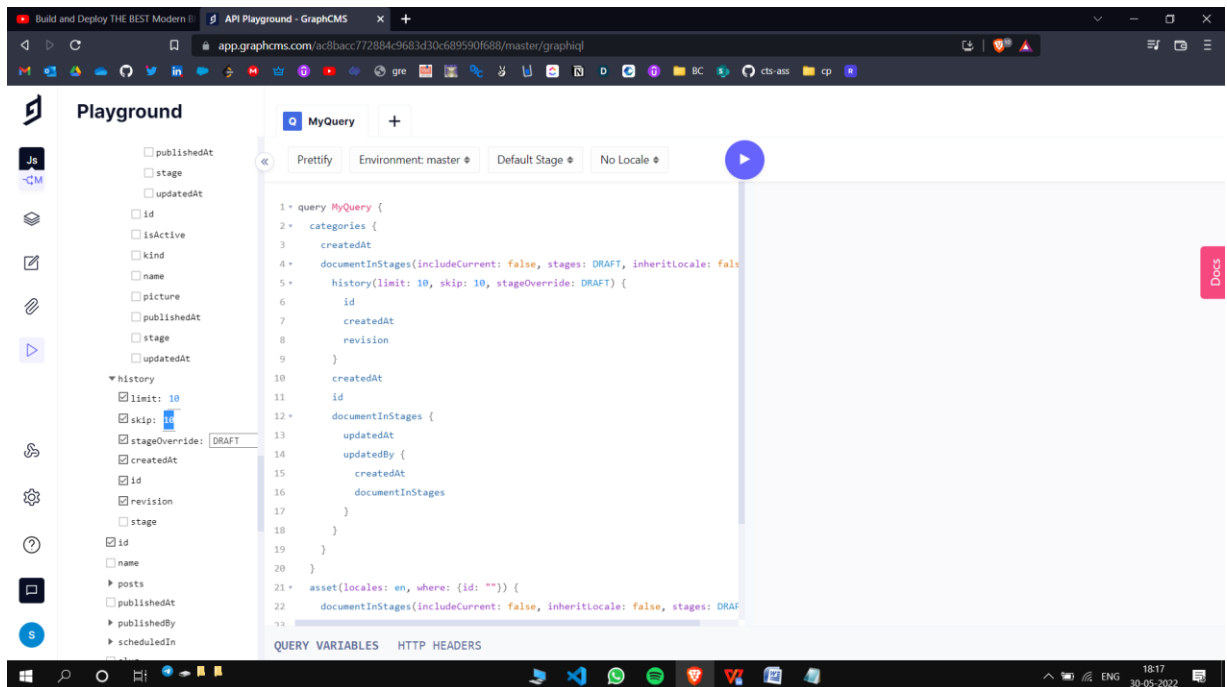 Build and Deploy THE BEST Modern B
API Playground - GraphCMS
app.graphcms.com/ac8bacc772884c9683d30c689590f688/master/graphiql
gre
BC
cts-ass
cp
Playground
Q MyQuery
Js
M
publishedAt
stage
updatedAt
id
isActive
kind
name
picture
publishedAt
stage
updatedAt
history
limit: 10
skip: 10
stageOverride: DRAFT
createdAt
id
revision
stage
id
name
posts
publishedAt
publishedBy
scheduledIn
Prettify
Environment: master
Default Stage
No Locale
1 query MyQuery {
2 categories {
3 createdAt
4 documentInStages(includeCurrent: false, stages: DRAFT, inheritLocale: fals
5 history(limit: 10, skip: 10, stageOverride: DRAFT) {
6 id
7 createdAt
8 revision
9 }
10 createdAt
11 id
12 documentInStages {
13 updatedAt
14 updatedBy {
15 createdAt
16 documentInStages
17 }
18 }
19 }
20 }
21 asset(locales: en, where: {id: ""}) {
22 documentInStages(includeCurrent: false, inheritLocale: false, stages: DRAF
QUERY VARIABLES HTTP HEADERS
Docs
S
ENG
18:17
30-05-2022